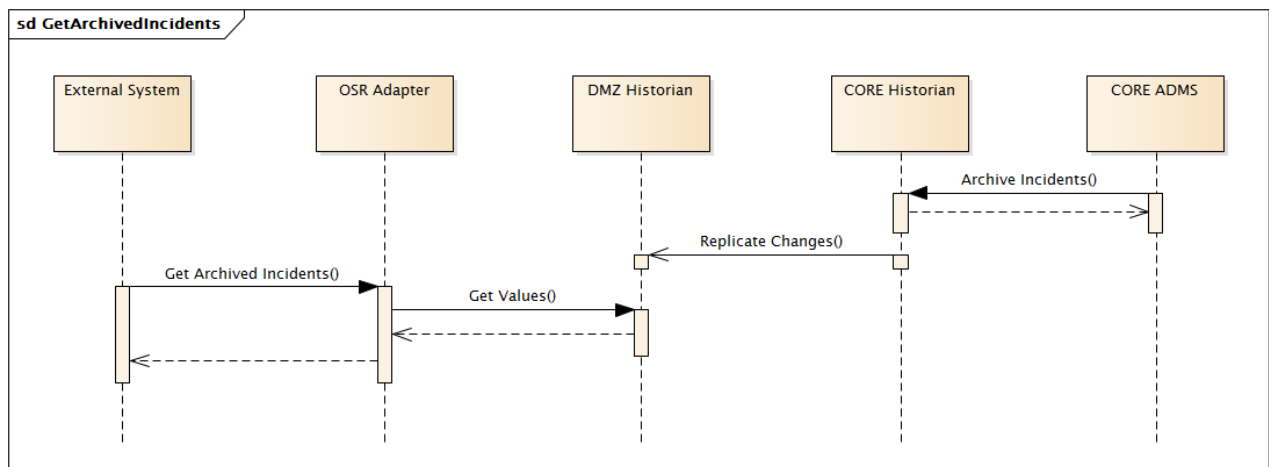 sd GetArchivedIncidents
External System
OSR Adapter
DMZ Historian
CORE Historian
CORE ADMS
Archive Incidents()
Replicate Changes()
Get Archived Incidents()
Get Values()